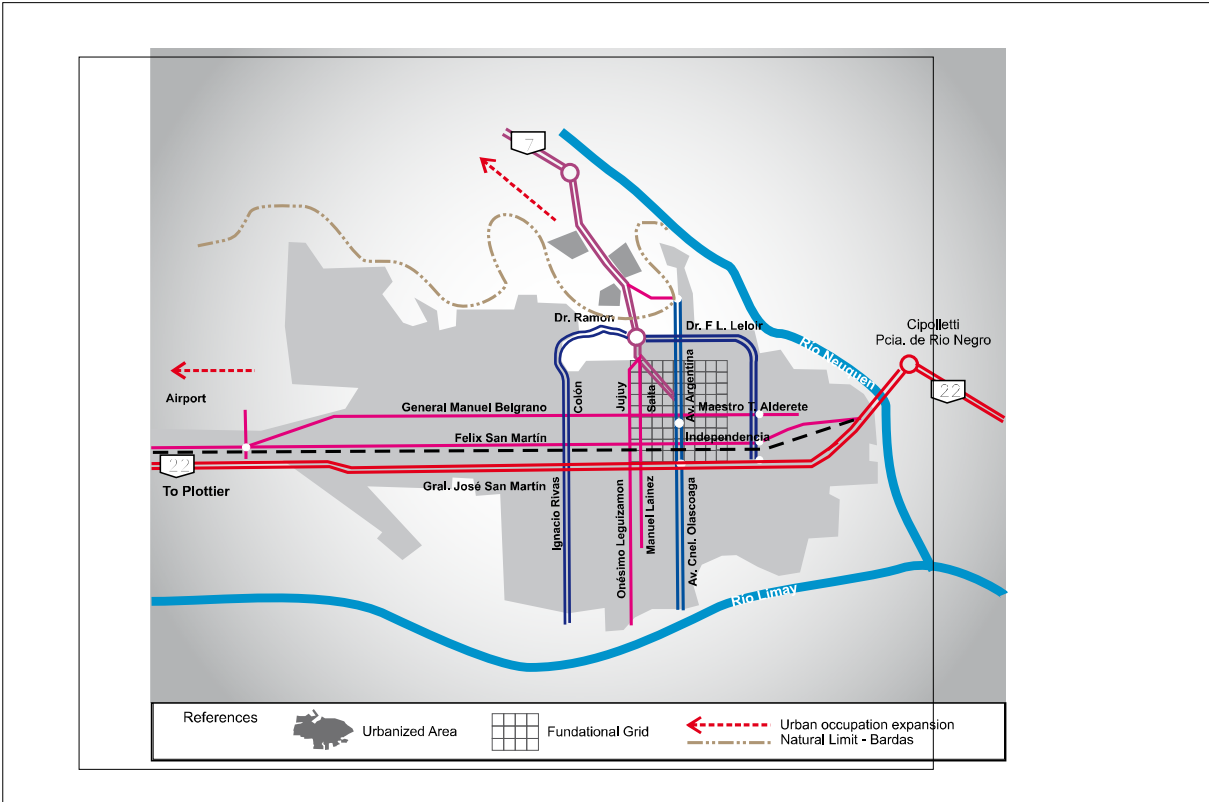 7
Dr. Ramon
Dr. F L. Leloir
Cipolletti
Pcia. de Rio Negro
Rio Neuquen
22
Airport
Colón
Jujuy
Salta
Av. Argentina
General Manuel Belgrano
Maestro T. Alderete
Felix San Martín
Independencia
22
To Plottier
Gral. José San Martín
Ignacio Rivas
Onésimo Leguizamon
Manuel Lainez
Av. Cnel. Olascoaga
Rio Limay
References
Urbanized Area
Fundational Grid
Urban occupation expansion
Natural Limit - Bardas